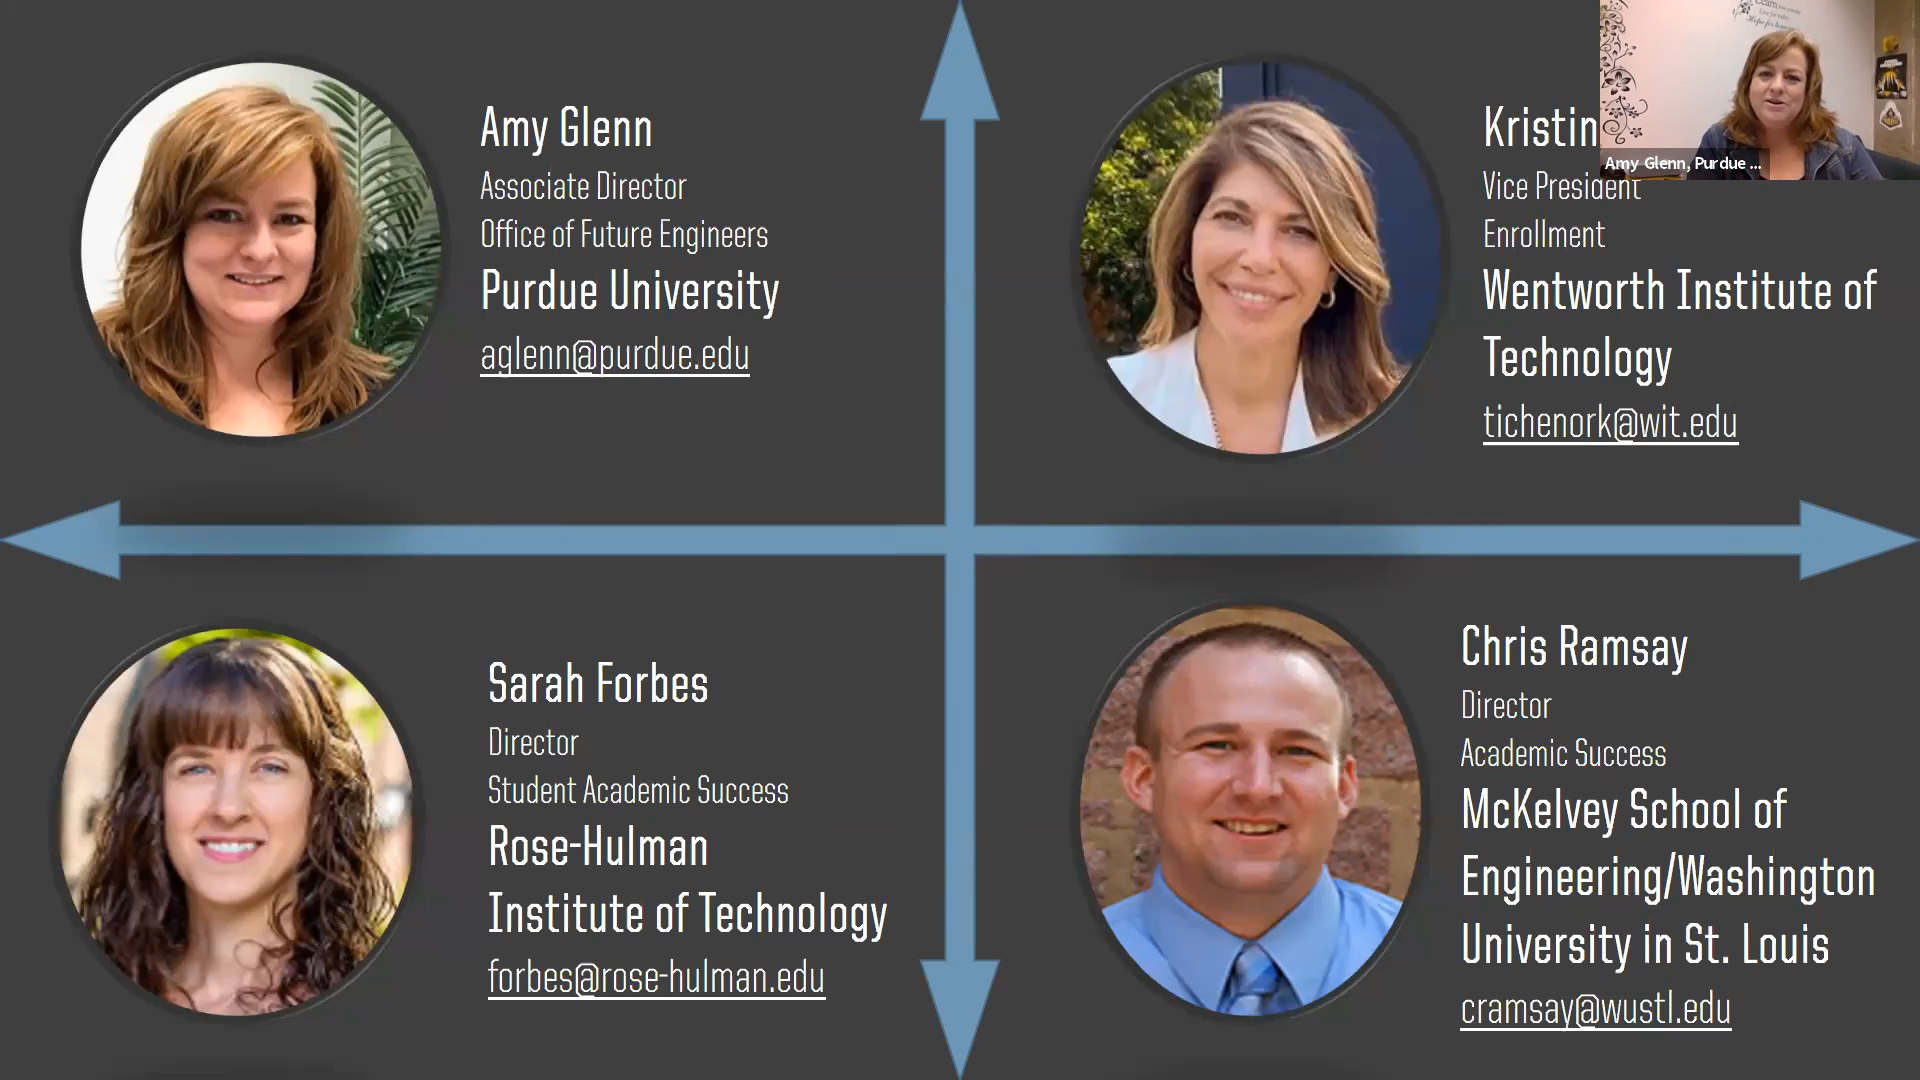 Amy Glenn
Associate Director
Office of Future Engineers
Purdue University
aglenn@purdue.edu
Kristin
Vice President
Enrollment
Wentworth Institute of
Technology
tichenork@wit.edu
Amy Glenn, Purdue ...
Sarah Forbes
Director
Student Academic Success
Rose-Hulman
Institute of Technology
forbes@rose-hulman.edu
Chris Ramsay
Director
Academic Success
McKelvey School of
Engineering/Washington
University in St. Louis
cramsay@wustl.edu